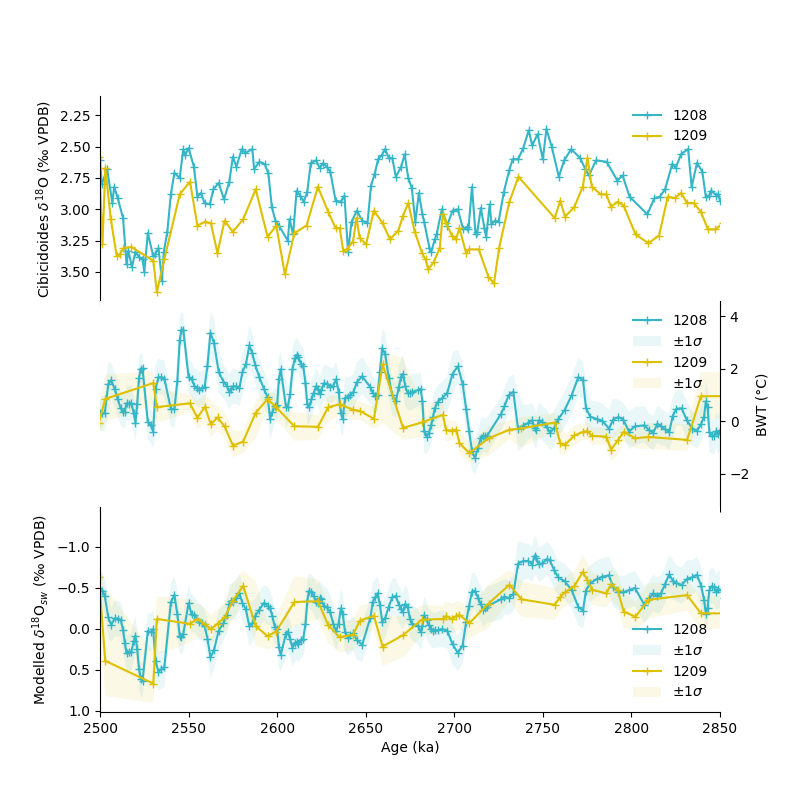 Cibicidoides δ¹⁸O (‰ VPDB)
2.25
2.50
2.75
3.00
3.25
3.50
1208
1209
1208
±1σ
1209
±1σ
BWT (°C)
4
2
0
−2
Modelled δ¹⁸O_sw (‰ VPDB)
−1.0
−0.5
0.0
0.5
1.0
1208
±1σ
1209
±1σ
2500 2550 2600 2650 2700 2750 2800 2850
Age (ka)